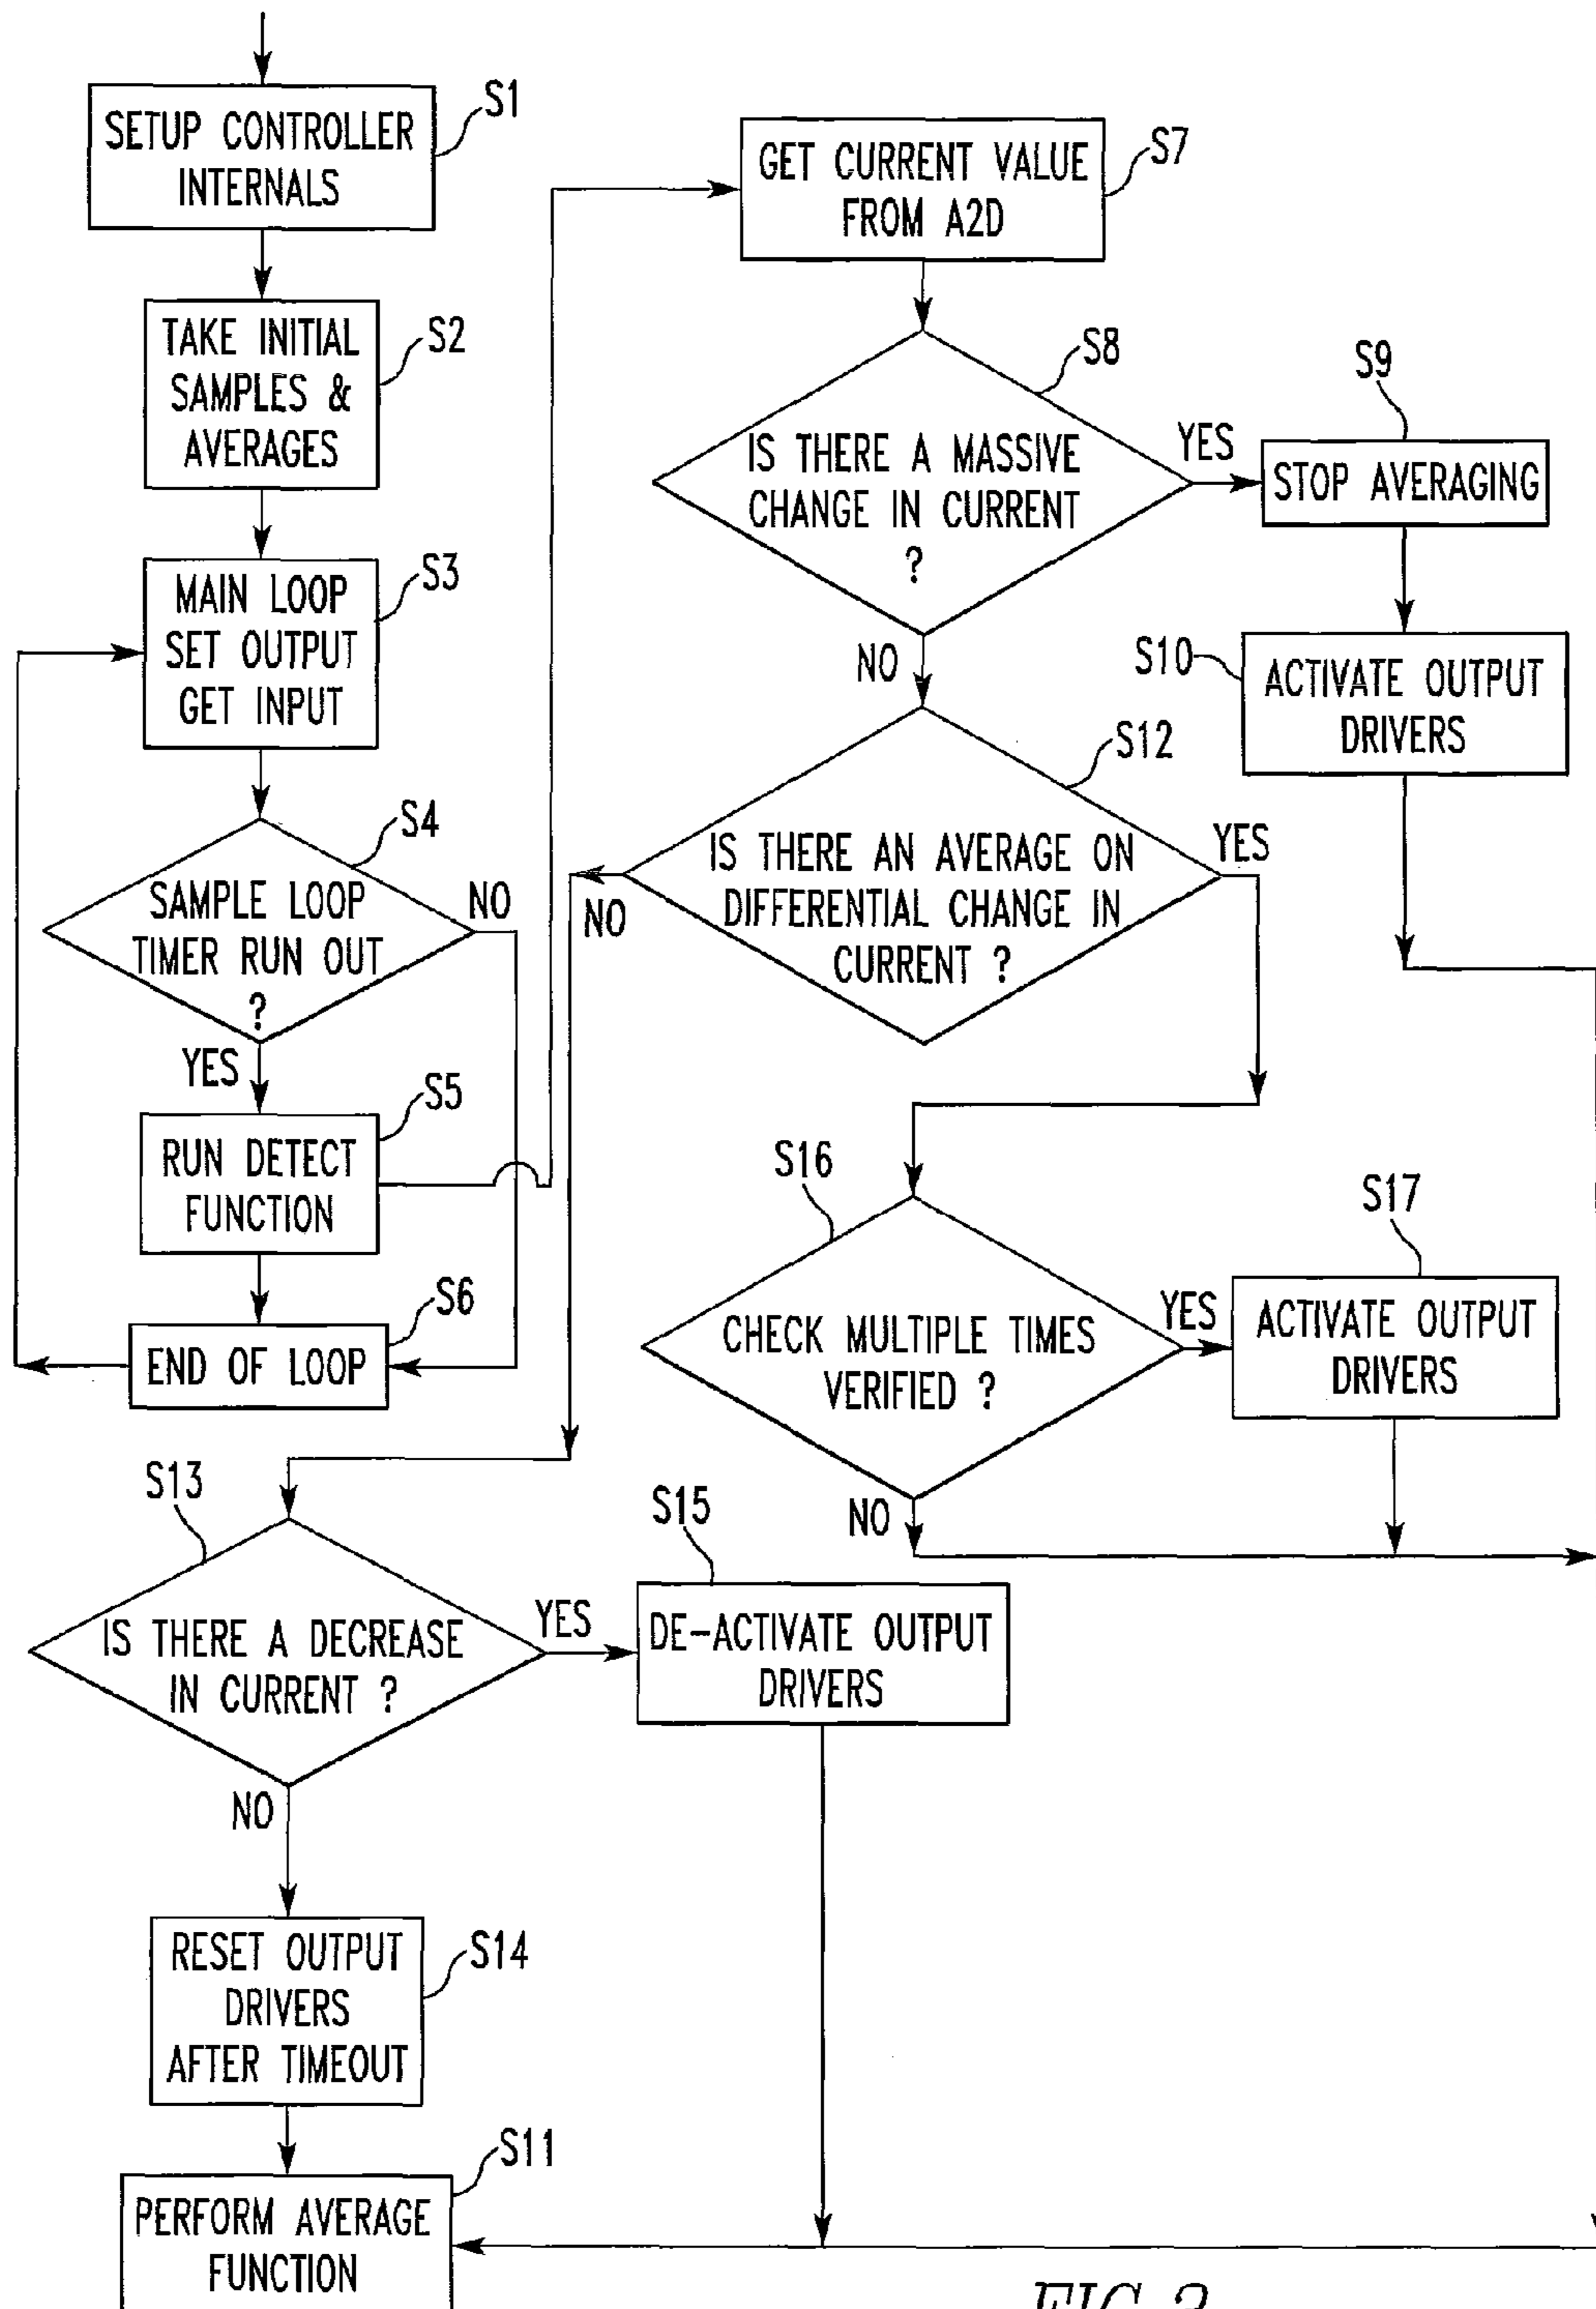 S1
SETUP CONTROLLER
INTERNALS
S2
TAKE INITIAL
SAMPLES &
AVERAGES
S3
MAIN LOOP
SET OUTPUT
GET INPUT
S4
SAMPLE LOOP
TIMER RUN OUT
?
NO
YES
S5
RUN DETECT
FUNCTION
S6
END OF LOOP
S7
GET CURRENT VALUE
FROM A2D
S8
IS THERE A MASSIVE
CHANGE IN CURRENT
?
YES
NO
S9
STOP AVERAGING
S10
ACTIVATE OUTPUT
DRIVERS
S12
IS THERE AN AVERAGE ON
DIFFERENTIAL CHANGE IN
CURRENT ?
YES
NO
S16
CHECK MULTIPLE TIMES
VERIFIED ?
YES
NO
S17
ACTIVATE OUTPUT
DRIVERS
S13
IS THERE A DECREASE
IN CURRENT ?
YES
NO
S15
DE-ACTIVATE OUTPUT
DRIVERS
S14
RESET OUTPUT
DRIVERS
AFTER TIMEOUT
S11
PERFORM AVERAGE
FUNCTION